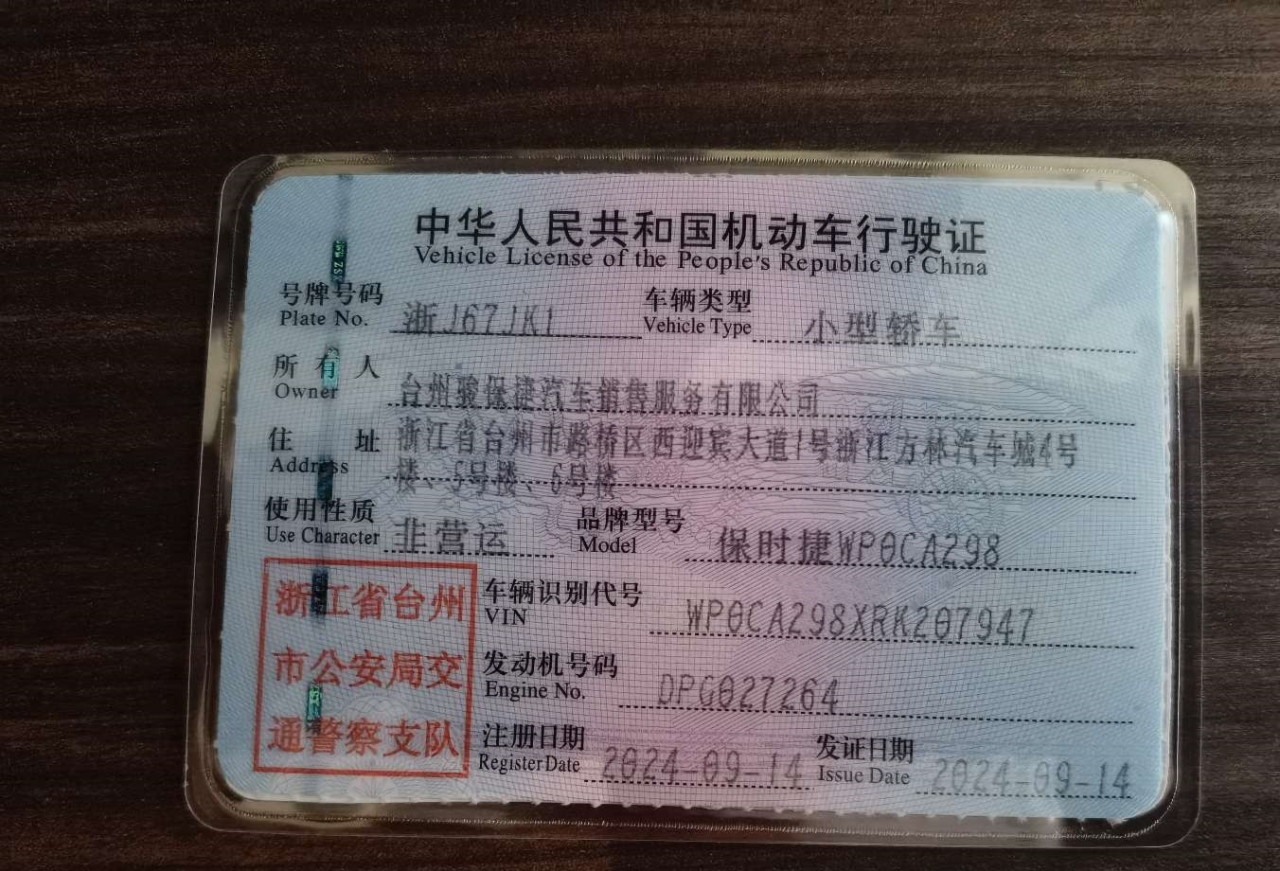 中华人民共和国机动车行驶证
Vehicle License of the People's Republic of China
号牌号码 浙J67JK1 车辆类型 小型轿车
Plate No. Vehicle Type
所有人 台州骏保捷汽车销售服务有限公司
Owner
住址 浙江省台州市路桥区西迎宾大道1号浙江方林汽车城4号
Address 楼、5号楼、6号楼
使用性质 非营运 品牌型号 保时捷WP0CA298
Use Character Model
浙江省台州
市公安局交
通警察支队
车辆识别代号 WP0CA298XRK207947
VIN
发动机号码 DPG027264
Engine No.
注册日期 2024-09-14 发证日期 2024-09-14
Register Date Issue Date